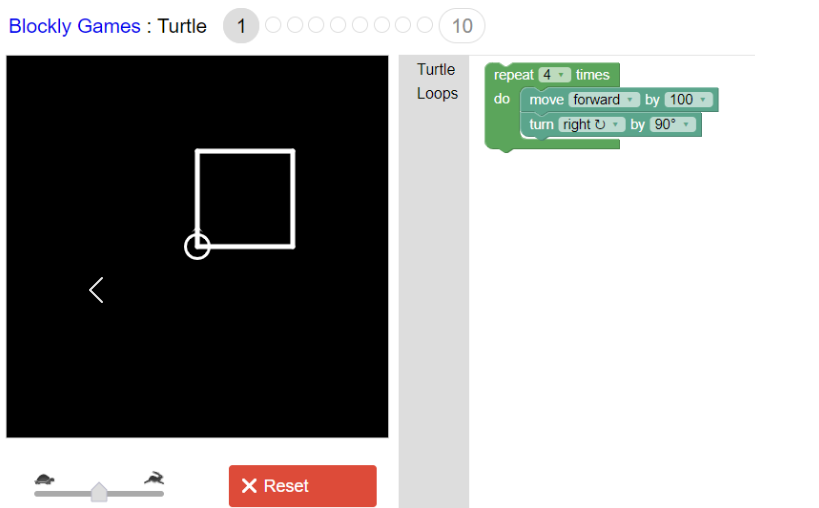 Blockly Games : Turtle 1 10
Turtle
Loops
repeat 4 times
do move forward by 100
turn right ↻ by 90°
Reset